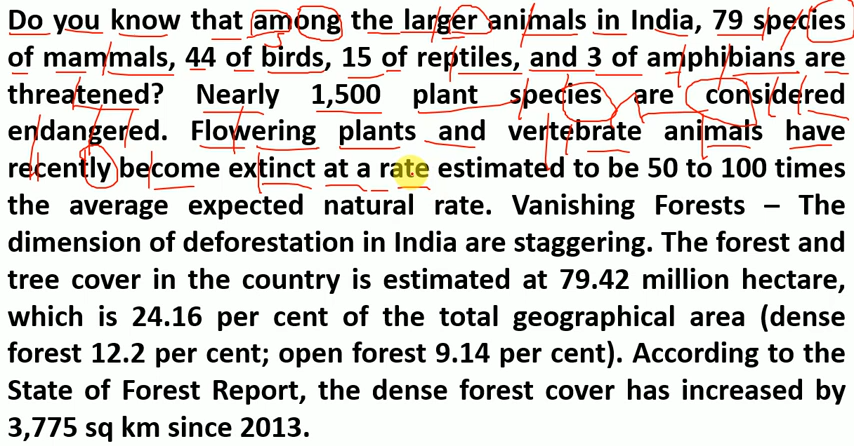 Do you know that among the larger animals in India, 79 species
of mammals, 44 of birds, 15 of reptiles, and 3 of amphibians are
threatened? Nearly 1,500 plant species are considered
endangered. Flowering plants and vertebrate animals have
recently become extinct at a rate estimated to be 50 to 100 times
the average expected natural rate. Vanishing Forests – The
dimension of deforestation in India are staggering. The forest and
tree cover in the country is estimated at 79.42 million hectare,
which is 24.16 per cent of the total geographical area (dense
forest 12.2 per cent; open forest 9.14 per cent). According to the
State of Forest Report, the dense forest cover has increased by
3,775 sq km since 2013.